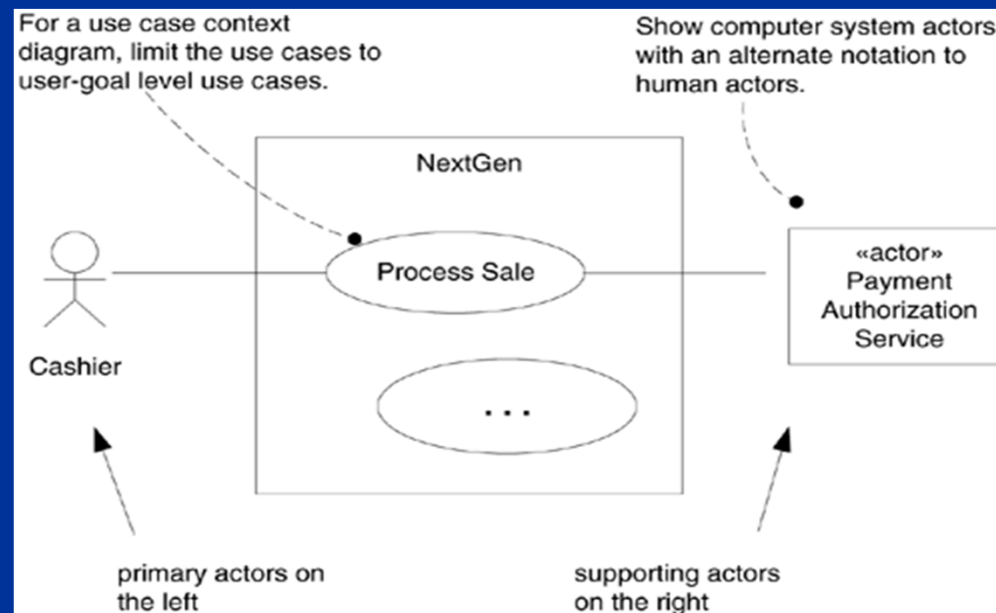 For a use case context
diagram, limit the use cases to
user-goal level use cases.
Show computer system actors
with an alternate notation to
human actors.
NextGen
Process Sale
«actor»
Payment
Authorization
Service
Cashier
...
primary actors on
the left
supporting actors
on the right